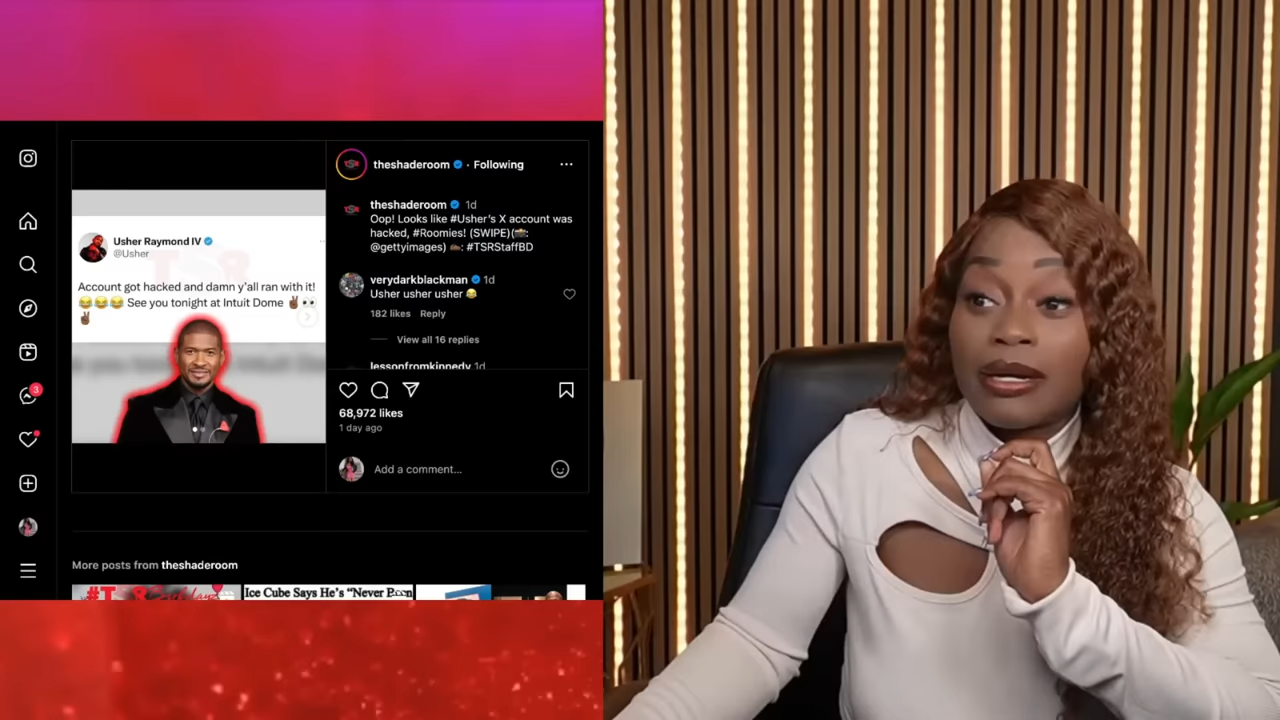 Usher Raymond IV
@Usher
Account got hacked and damn y'all ran with it!
😂😂😂 See you tonight at Intuit Dome ✌🏾👀
✌🏾
theshaderoom · Following
theshaderoom 1d
Oop! Looks like #Usher's X account was
hacked, #Roomies! (SWIPE)(📸:
@gettyimages) ✍🏾: #TSRStaffBD
verydarkblackman 1d
Usher usher usher 😂
182 likes Reply
View all 16 replies
lessonfromkinnedy 1d
3
68,972 likes
1 day ago
Add a comment...
More posts from theshaderoom
Ice Cube Says He's "Never